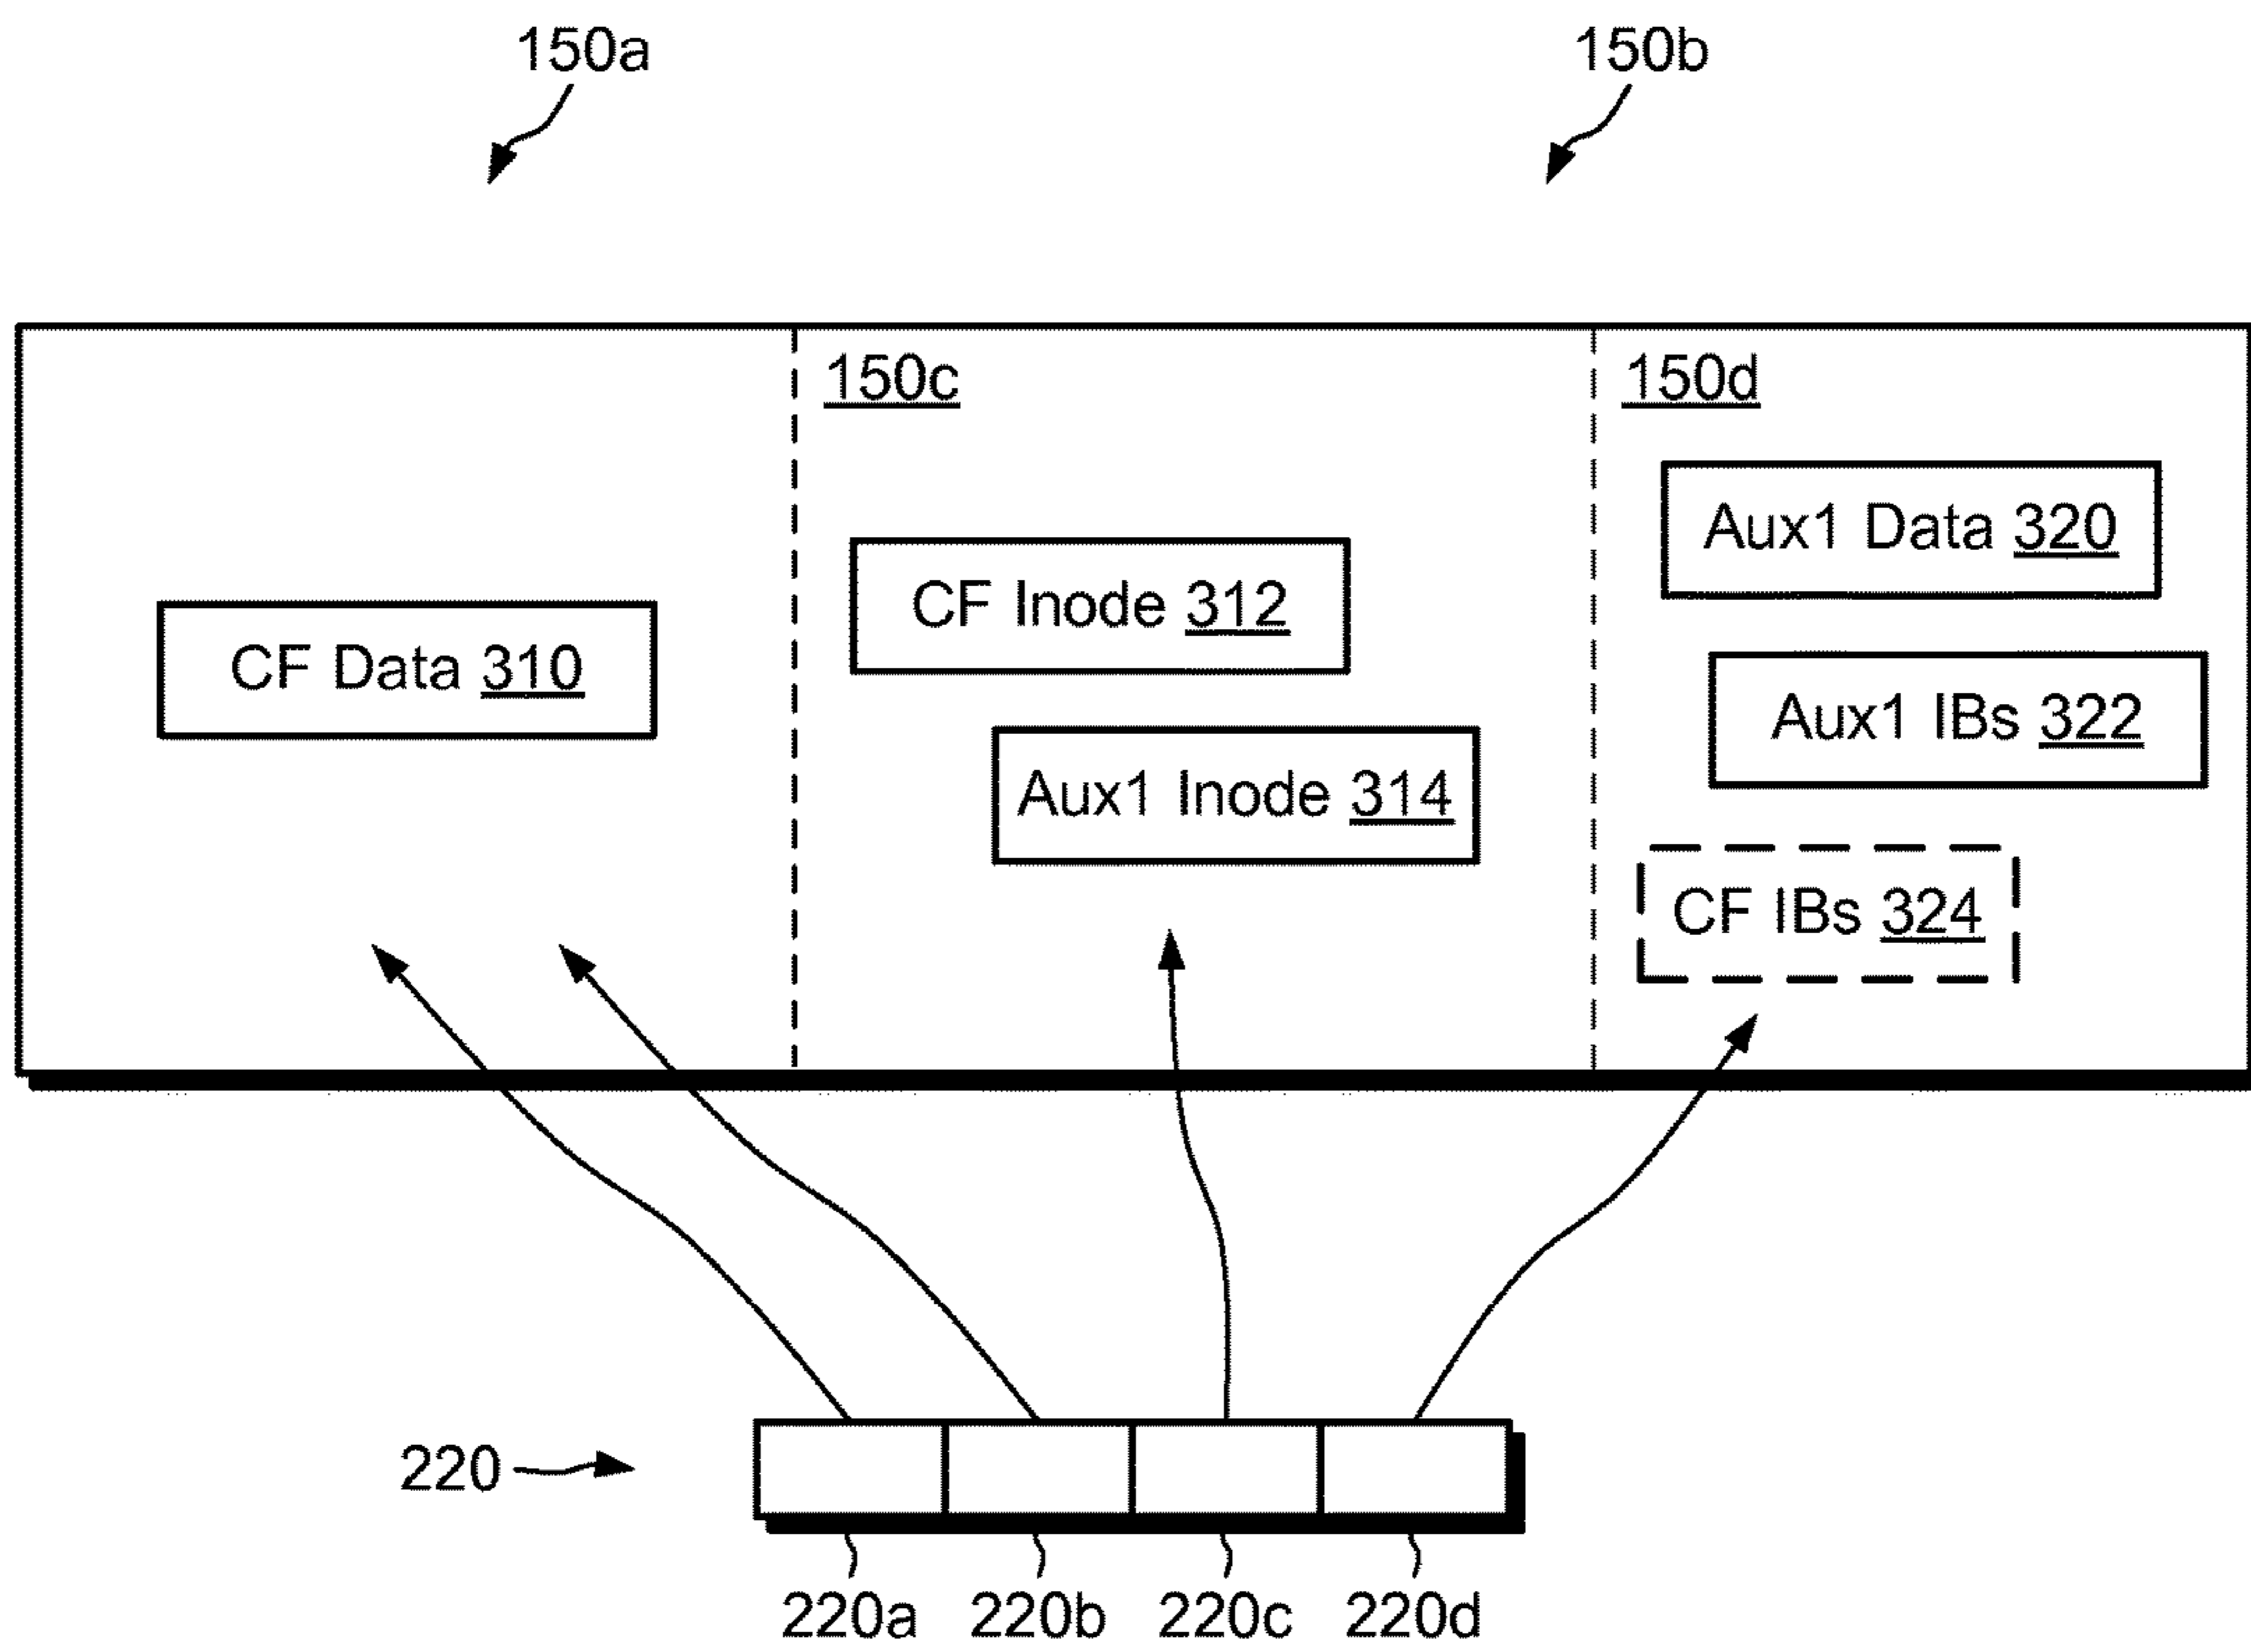 150a
150b
150c
150d
Aux1 Data 320
CF Inode 312
CF Data 310
Aux1 IBs 322
Aux1 Inode 314
CF IBs 324
220
220a 220b 220c 220d